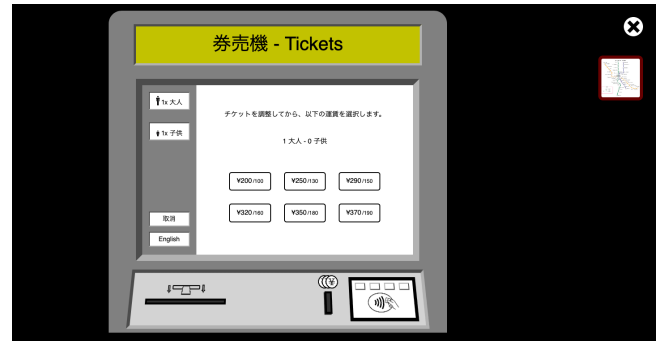 券売機 - Tickets
1x 大人
チケットを調整してから、以下の運賃を選択します。
1x 子供
1 大人 - 0 子供
¥200/100 ¥250/130 ¥290/150
¥320/160 ¥350/180 ¥370/190
取消
English